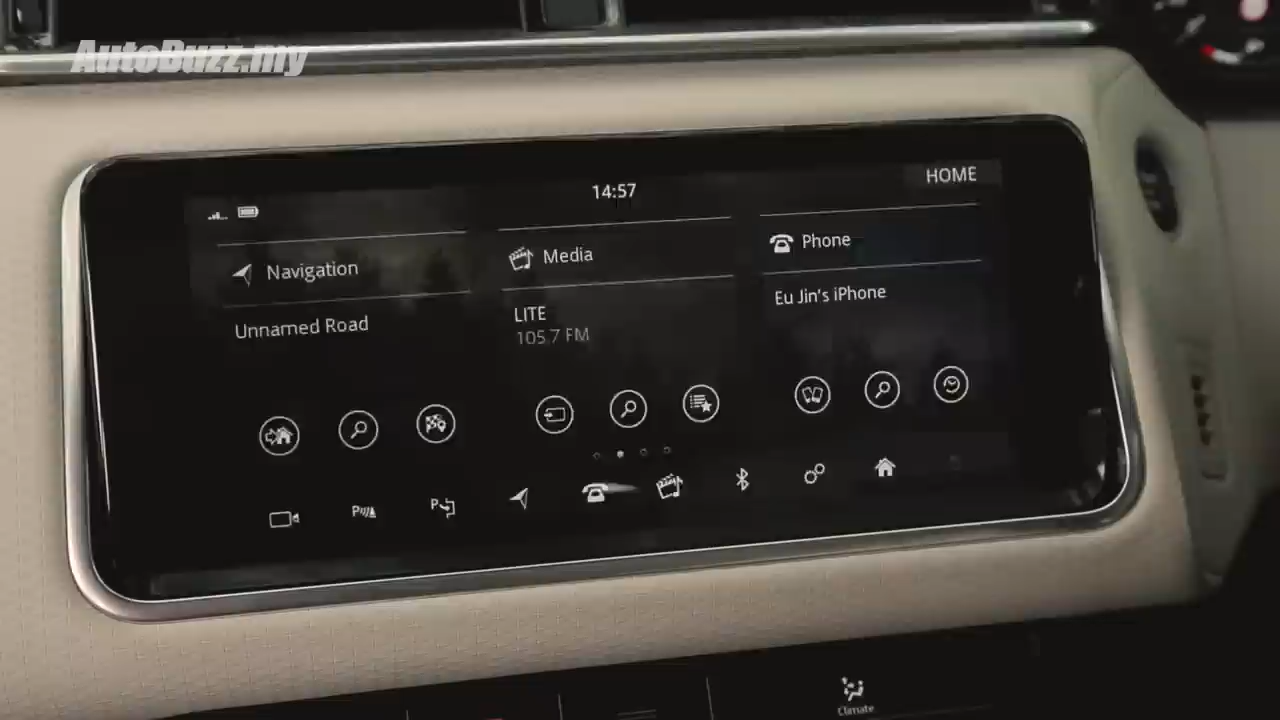 AutoBuzz.my
14:57
HOME
Navigation
Media
Phone
Unnamed Road
LITE
105.7 FM
Eu Jin's iPhone
P
P
Climate